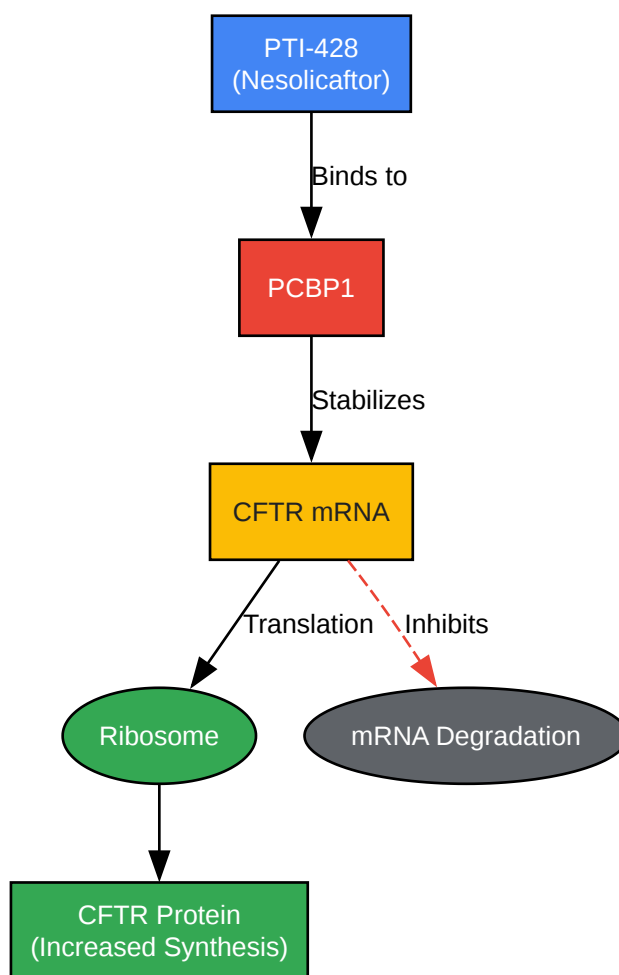 PTI-428
(Nesolicaftor)
Binds to
PCBP1
Stabilizes
CFTR mRNA
Translation
Inhibits
Ribosome
mRNA Degradation
CFTR Protein
(Increased Synthesis)